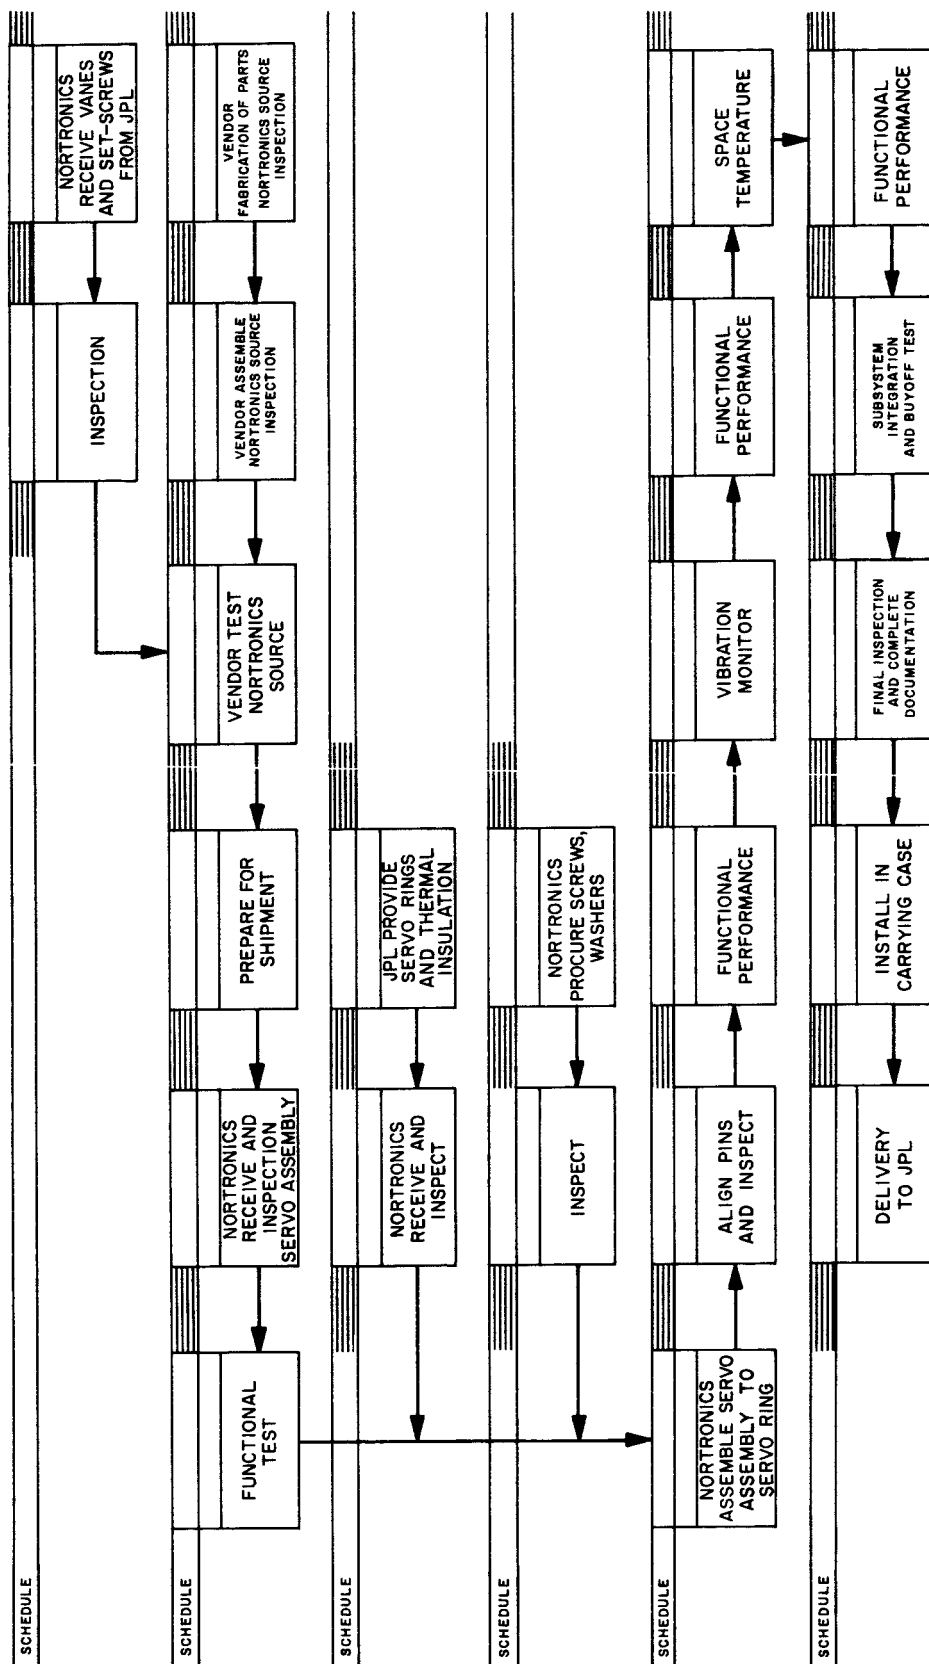 SCHEDULE
NORTRONICS
RECEIVE VANES
AND SET-SCREWS
FROM JPL
INSPECTION
SCHEDULE
VENDOR
FABRICATION OF PARTS
NORTRONICS SOURCE
INSPECTION
VENDOR ASSEMBLE
NORTRONICS SOURCE
INSPECTION
VENDOR TEST
NORTRONICS
SOURCE
PREPARE FOR
SHIPMENT
NORTRONICS
RECEIVE AND
INSPECTION
SERVO ASSEMBLY
FUNCTIONAL
TEST
SCHEDULE
JPL PROVIDE
SERVO RINGS
AND THERMAL
INSULATION
NORTRONICS
RECEIVE AND
INSPECT
SCHEDULE
NORTRONICS
PROCURE SCREWS,
WASHERS
INSPECT
SCHEDULE
NORTRONICS
ASSEMBLE SERVO
ASSEMBLY TO
SERVO RING
ALIGN PINS
AND INSPECT
FUNCTIONAL
PERFORMANCE
VIBRATION
MONITOR
FUNCTIONAL
PERFORMANCE
SPACE
TEMPERATURE
SCHEDULE
FUNCTIONAL
PERFORMANCE
SUBSYSTEM
INTEGRATION
AND BUYOFF TEST
FINAL INSPECTION
AND COMPLETE
DOCUMENTATION
INSTALL IN
CARRYING CASE
DELIVERY
TO JPL